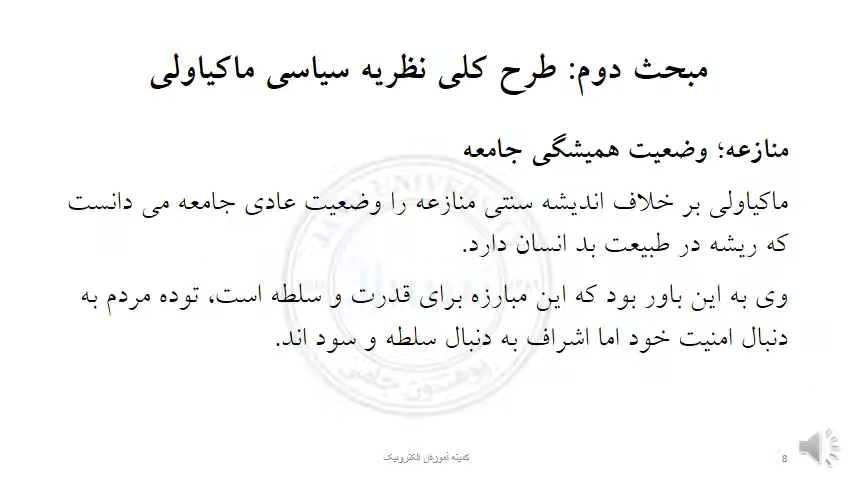 مبحث دوم: طرح کلی نظریه سیاسی ماکیاولی
منازعه؛ وضعیت همیشگی جامعه
ماکیاولی بر خلاف اندیشه سنتی منازعه را وضعیت عادی جامعه می دانست
که ریشه در طبیعت بد انسان دارد.
وی به این باور بود که این مبارزه برای قدرت و سلطه است، توده مردم به
دنبال امنیت خود اما اشراف به دنبال سلطه و سود اند.
کمیته آموزش الکترونیک
8